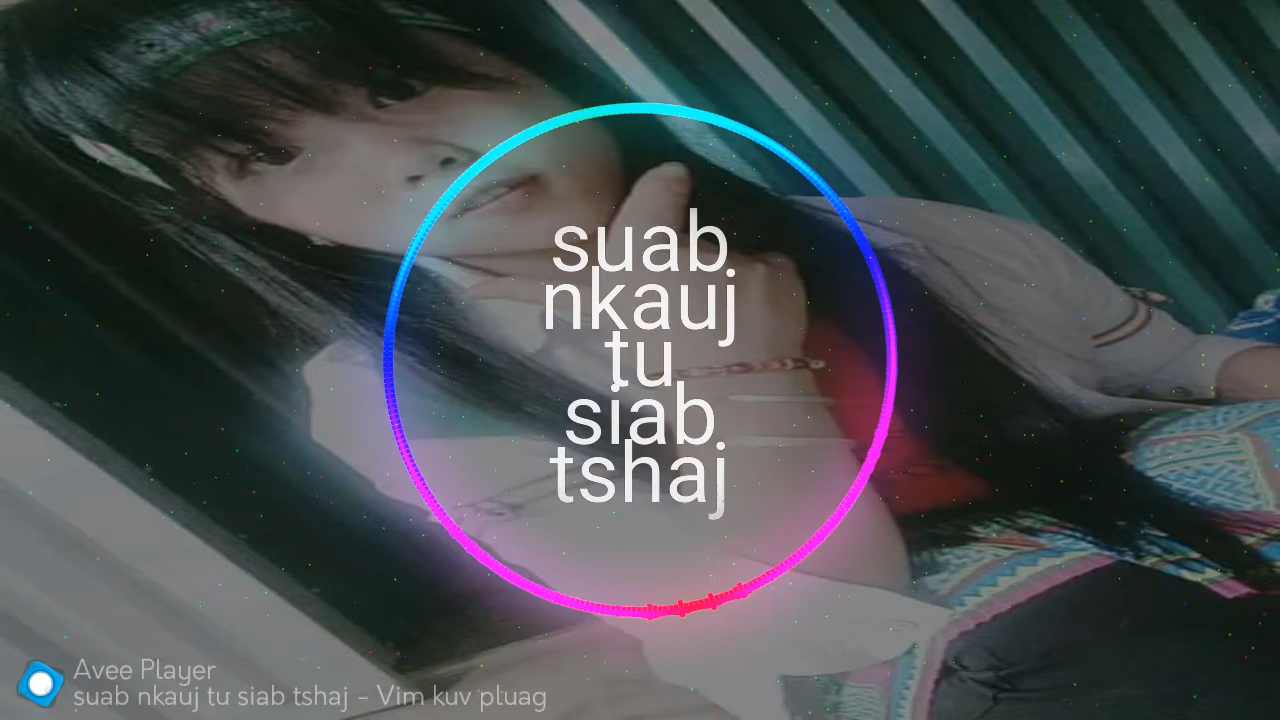 suab
nkauj
tu
siab
tshaj
Avee Player
suab nkauj tu siab tshaj - Vim kuv pluag